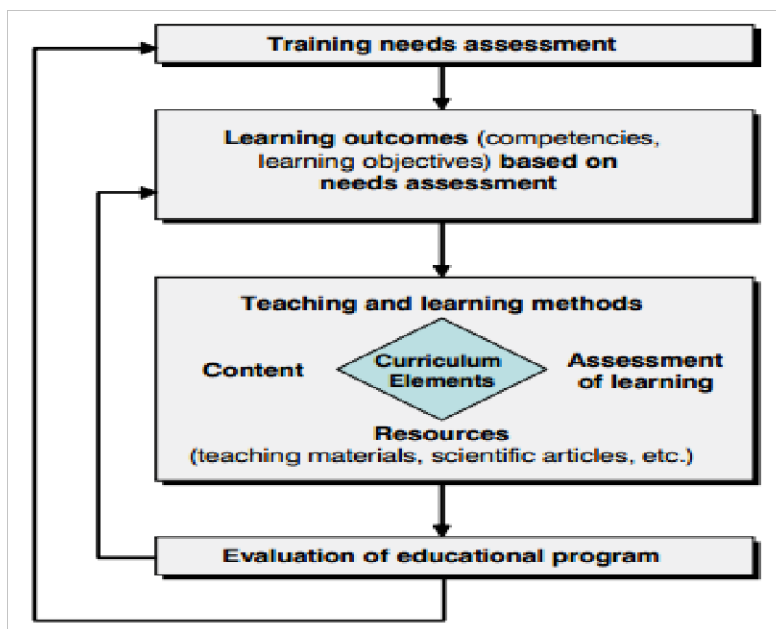 Training needs assessment
Learning outcomes (competencies,
learning objectives) based on
needs assessment
Teaching and learning methods
Content
Curriculum
Elements
Assessment
of learning
Resources
(teaching materials, scientific articles, etc.)
Evaluation of educational program